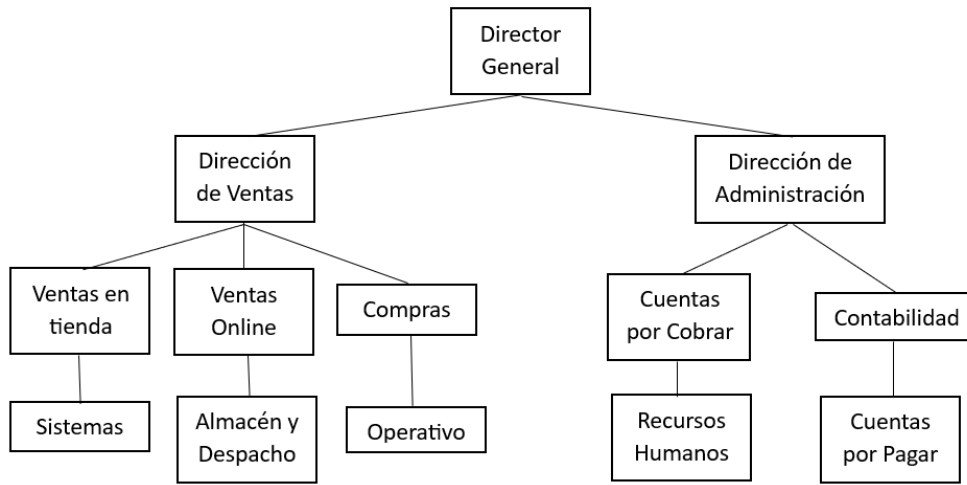 Director
General
Dirección
de Ventas
Dirección de
Administración
Ventas en
tienda
Ventas
Online
Compras
Cuentas
por Cobrar
Contabilidad
Sistemas
Almacén y
Despacho
Operativo
Recursos
Humanos
Cuentas
por Pagar